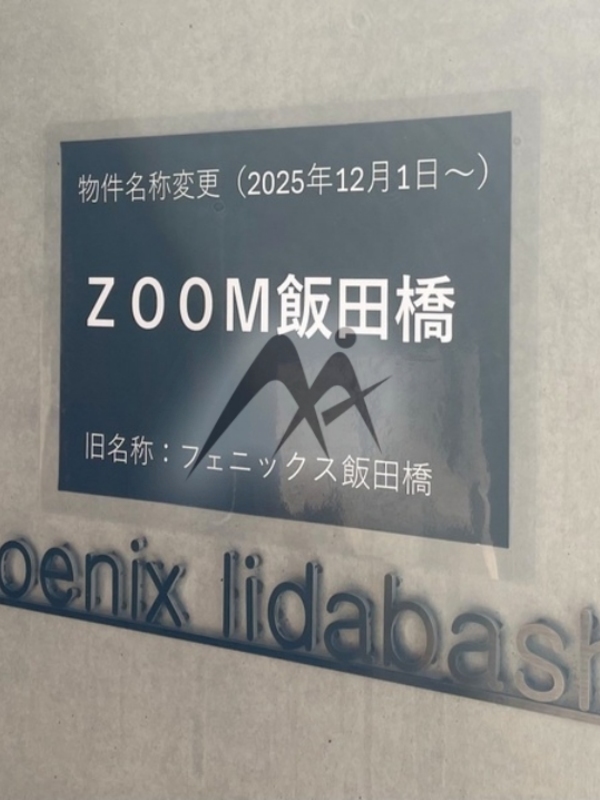 物件名称変更（2025年12月1日～）
ZOOM飯田橋
旧名称：フェニックス飯田橋
oenix Iidabash